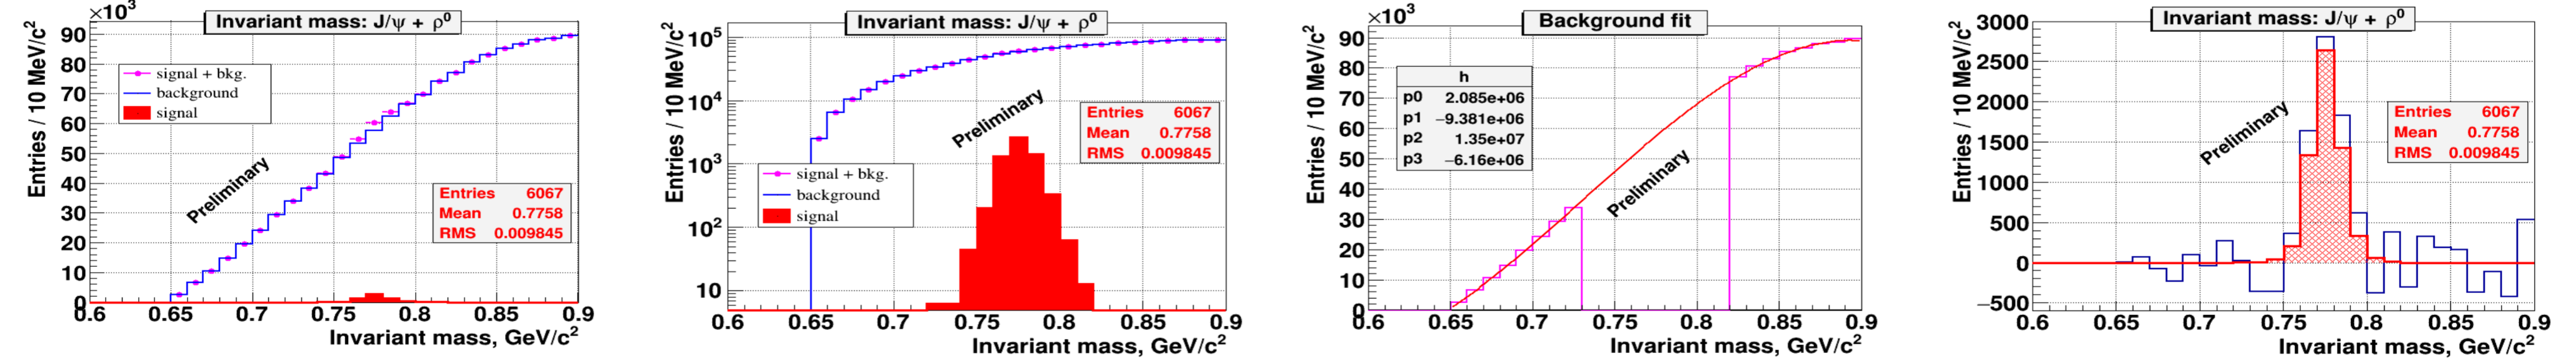 ×10³
Invariant mass: J/ψ + ρ⁰
Entries / 10 MeV/c²
90
80
70
60
50
40
30
20
10
0
signal + bkg.
background
signal
Preliminary
Entries 6067
Mean 0.7758
RMS 0.009845
0.6 0.65 0.7 0.75 0.8 0.85 0.9
Invariant mass, GeV/c²
Invariant mass: J/ψ + ρ⁰
Entries / 10 MeV/c²
10⁵
10⁴
10³
10²
10
Preliminary
Entries 6067
Mean 0.7758
RMS 0.009845
signal + bkg.
background
signal
0.6 0.65 0.7 0.75 0.8 0.85 0.9
Invariant mass, GeV/c²
×10³
Background fit
Entries / 10 MeV/c²
90
80
70
60
50
40
30
20
10
0
h
p0 2.085e+06
p1 −9.381e+06
p2 1.35e+07
p3 −6.16e+06
Preliminary
0.6 0.65 0.7 0.75 0.8 0.85 0.9
Invariant mass, GeV/c²
Invariant mass: J/ψ + ρ⁰
Entries / 10 MeV/c²
3000
2500
2000
1500
1000
500
0
−500
Preliminary
Entries 6067
Mean 0.7758
RMS 0.009845
0.6 0.65 0.7 0.75 0.8 0.85 0.9
Invariant mass, GeV/c²